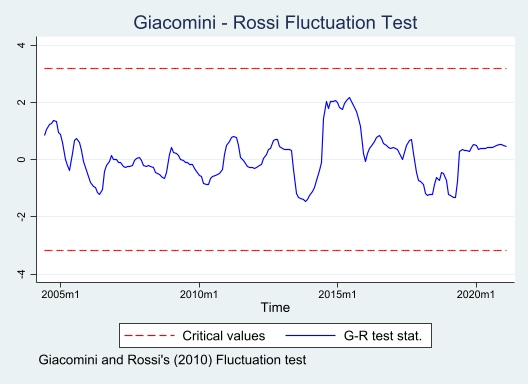 Giacomini - Rossi Fluctuation Test
4
2
0
-2
-4
2005m1 2010m1 2015m1 2020m1
Time
Critical values G-R test stat.
Giacomini and Rossi's (2010) Fluctuation test